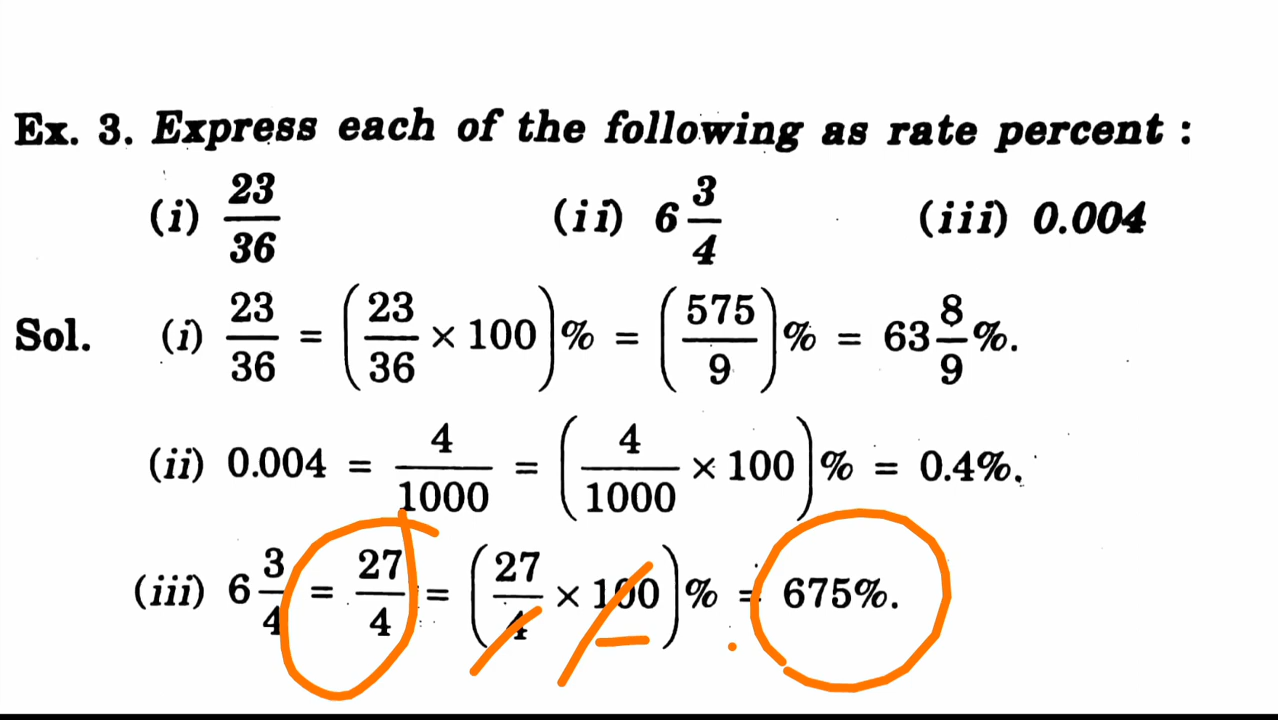 Ex. 3. Express each of the following as rate percent :
(i) 23/36 (ii) 6 3/4 (iii) 0.004
Sol. (i) 23/36 = (23/36 × 100)% = (575/9)% = 63 8/9%.
(ii) 0.004 = 4/1000 = (4/1000 × 100)% = 0.4%.
(iii) 6 3/4 = 27/4 = (27/4 × 100)% = 675%.